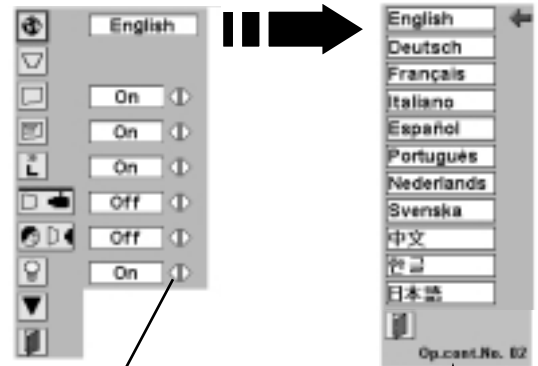 English
On
On
On
Off
Off
On
English
Deutsch
Français
Italiano
Español
Português
Nederlands
Svenska
中文
한글
日本語
Op.cont.No. 02